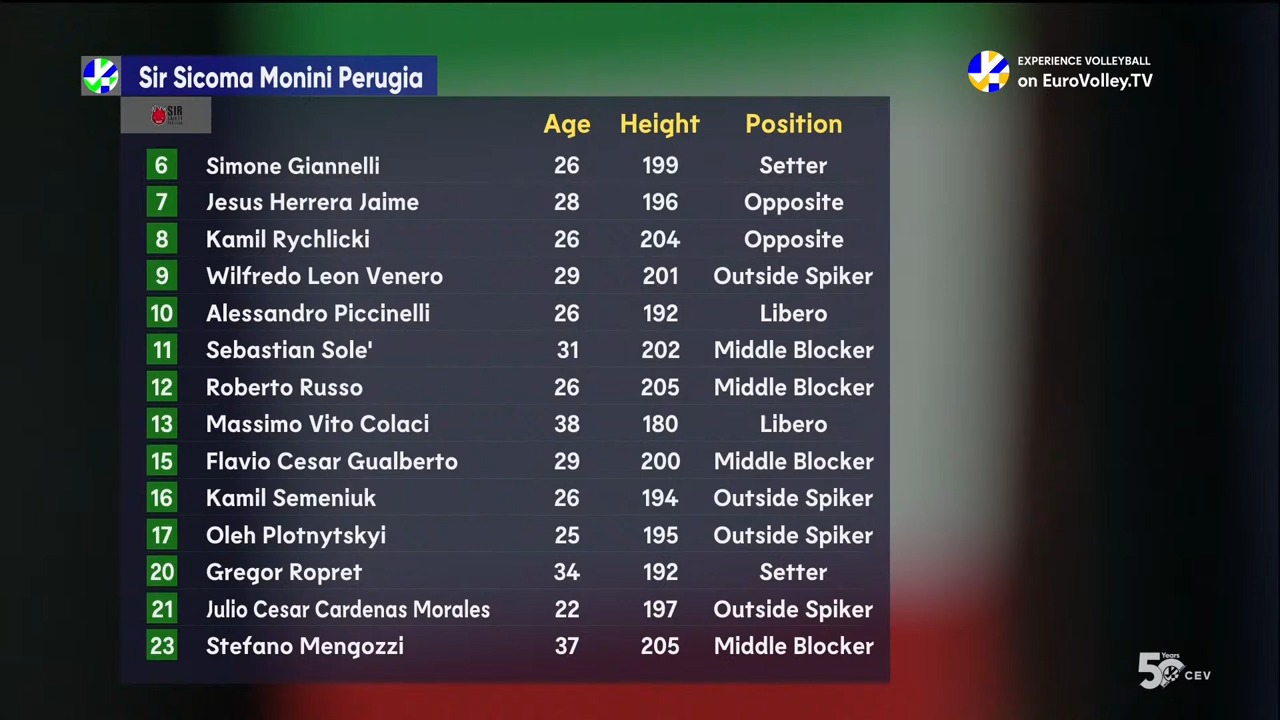 Sir Sicoma Monini Perugia
EXPERIENCE VOLLEYBALL
on EuroVolley.TV
SIR
Age Height Position
6 Simone Giannelli 26 199 Setter
7 Jesus Herrera Jaime 28 196 Opposite
8 Kamil Rychlicki 26 204 Opposite
9 Wilfredo Leon Venero 29 201 Outside Spiker
10 Alessandro Piccinelli 26 192 Libero
11 Sebastian Sole' 31 202 Middle Blocker
12 Roberto Russo 26 205 Middle Blocker
13 Massimo Vito Colaci 38 180 Libero
15 Flavio Cesar Gualberto 29 200 Middle Blocker
16 Kamil Semeniuk 26 194 Outside Spiker
17 Oleh Plotnytskyi 25 195 Outside Spiker
20 Gregor Ropret 34 192 Setter
21 Julio Cesar Cardenas Morales 22 197 Outside Spiker
23 Stefano Mengozzi 37 205 Middle Blocker
50 Years CEV